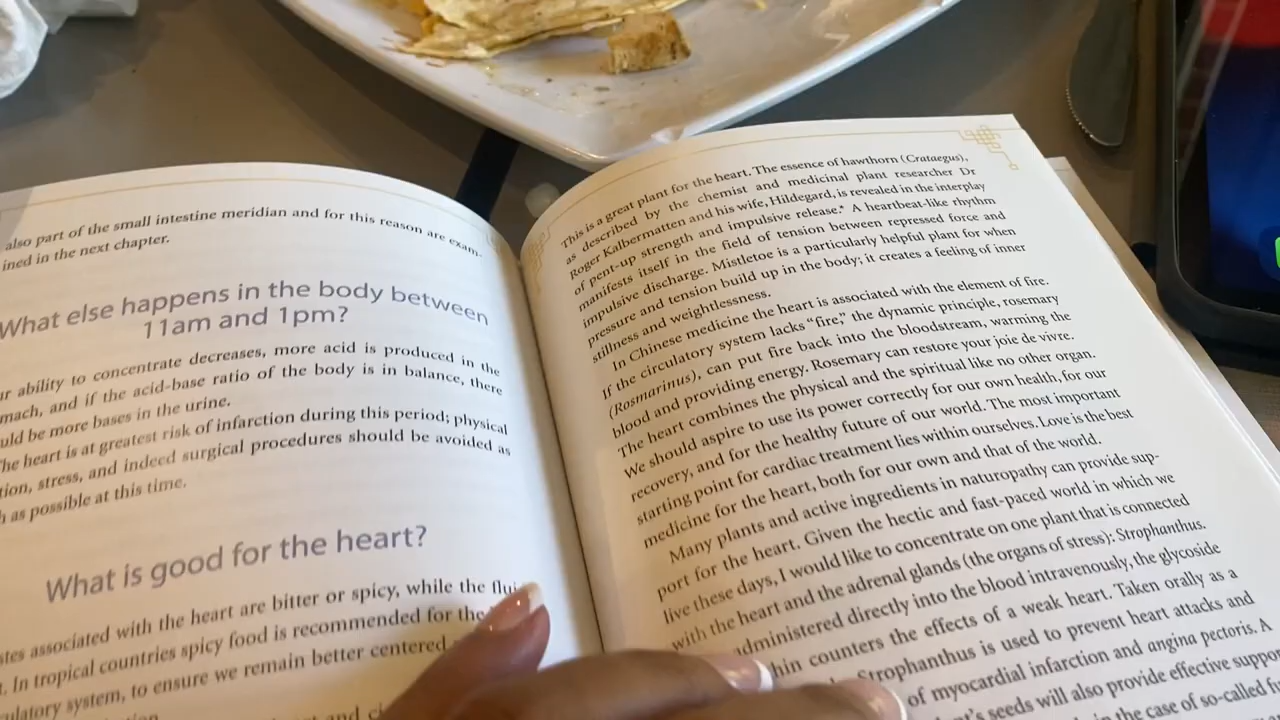 also part of the small intestine meridian and for this reason are exam-
ined in the next chapter.
What else happens in the body between
11am and 1pm?
ability to concentrate decreases, more acid is produced in the
and if the acid-base ratio of the body is in balance, there
be more bases in the urine.
The heart is at greatest risk of infarction during this period; physical
stress, and indeed surgical procedures should be avoided as
as possible at this time.
What is good for the heart?
associated with the heart are bitter or spicy, while the
In tropical countries spicy food is recommended for the
system, to ensure we remain better centered
and
This is a great plant for the heart. The essence of hawthorn (Crataegus),
as described by the chemist and medicinal plant researcher Dr
Roger Kalbermatten and his wife, Hildegard, is revealed in the interplay
of pent-up strength and impulsive release.* A heartbeat-like rhythm
manifests itself in the field of tension between repressed force and
impulsive discharge. Mistletoe is a particularly helpful plant for when
pressure and tension build up in the body; it creates a feeling of inner
stillness and weightlessness.
In Chinese medicine the heart is associated with the element of fire.
If the circulatory system lacks "fire," the dynamic principle, rosemary
(Rosmarinus), can put fire back into the bloodstream, warming the
blood and providing energy. Rosemary can restore your joie de vivre.
The heart combines the physical and the spiritual like no other organ.
We should aspire to use its power correctly for our own health, for our
recovery, and for the healthy future of our world. The most important
starting point for cardiac treatment lies within ourselves. Love is the best
medicine for the heart, both for our own and that of the world.
Many plants and active ingredients in naturopathy can provide sup-
port for the heart. Given the hectic and fast-paced world in which we
live these days, I would like to concentrate on one plant that is connected
with the heart and the adrenal glands (the organs of stress): Strophanthus.
administered directly into the blood intravenously, the glycoside
counters the effects of a weak heart. Taken orally as a
Strophanthus is used to prevent heart attacks and
of myocardial infarction and angina pectoris. A
seeds will also provide effective support
in the case of so-called